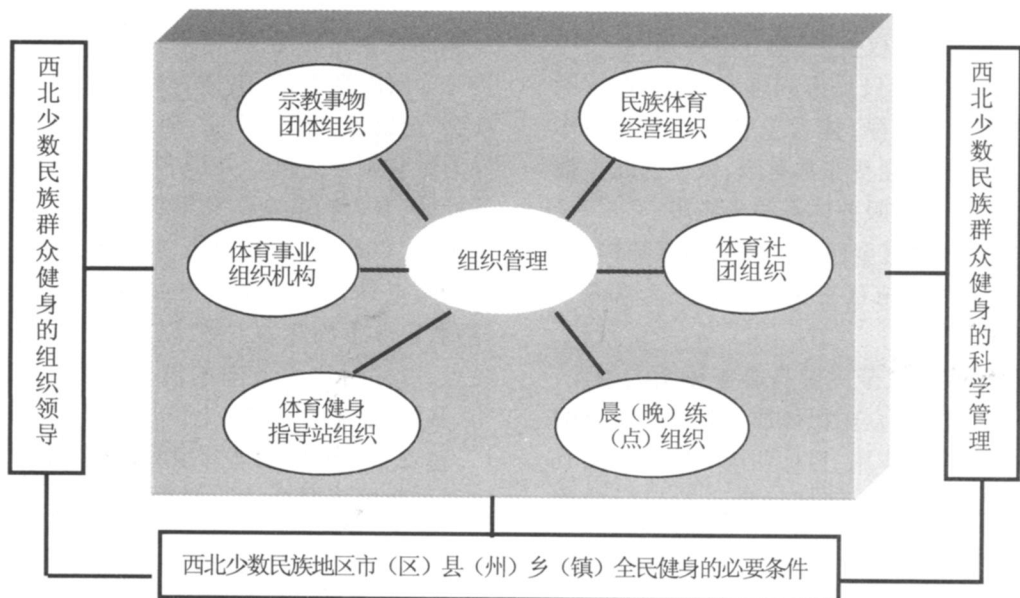 西北少数民族群众健身的组织领导
宗教事物
团体组织
民族体育
经营组织
体育事业
组织机构
组织管理
体育社
团组织
体育健身
指导站组织
晨（晚）练
（点）组织
西北少数民族群众健身的科学管理
西北少数民族地区市（区）县（州）乡（镇）全民健身的必要条件